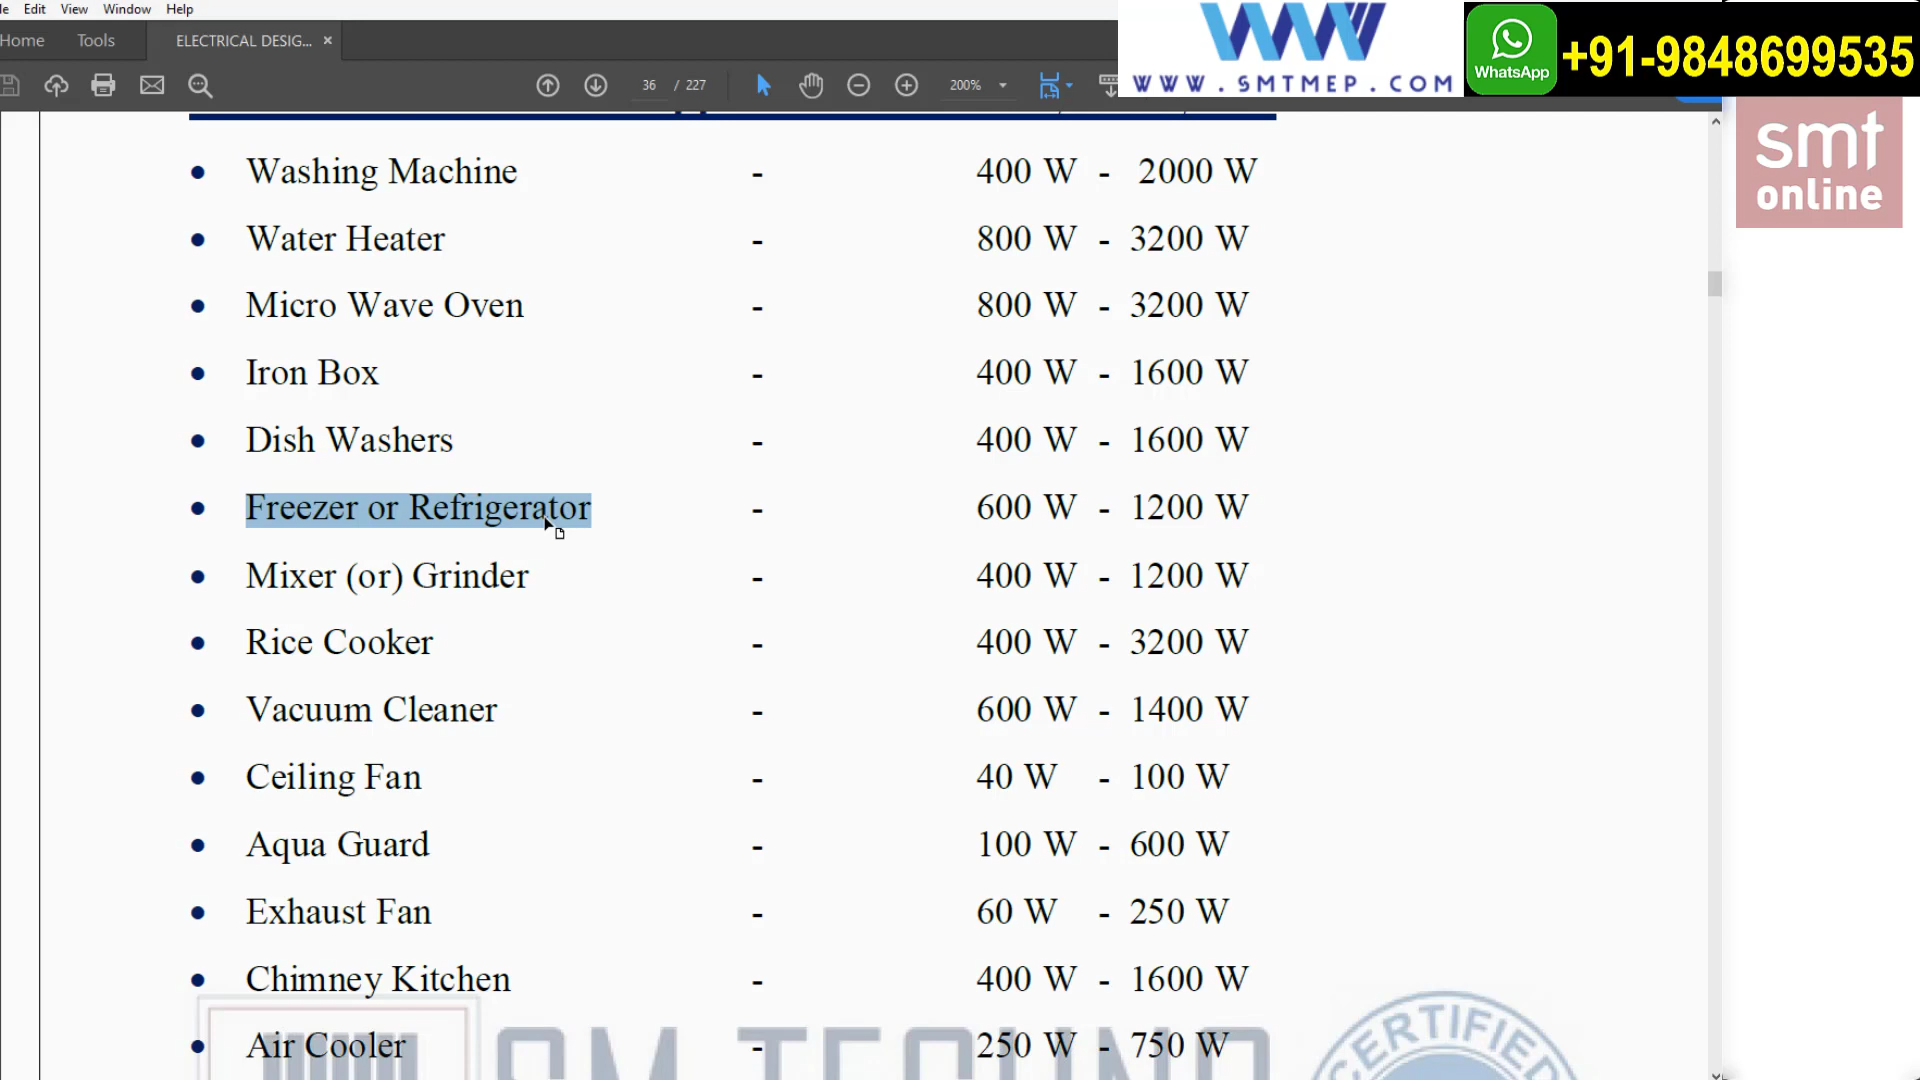 Edit View Window Help
Home Tools ELECTRICAL DESIG... ×
36 / 227 200%
WWW.SMTMEP.COM
WhatsApp
+91-9848699535
smt
online
• Washing Machine - 400 W - 2000 W
• Water Heater - 800 W - 3200 W
• Micro Wave Oven - 800 W - 3200 W
• Iron Box - 400 W - 1600 W
• Dish Washers - 400 W - 1600 W
• Freezer or Refrigerator - 600 W - 1200 W
• Mixer (or) Grinder - 400 W - 1200 W
• Rice Cooker - 400 W - 3200 W
• Vacuum Cleaner - 600 W - 1400 W
• Ceiling Fan - 40 W - 100 W
• Aqua Guard - 100 W - 600 W
• Exhaust Fan - 60 W - 250 W
• Chimney Kitchen - 400 W - 1600 W
• Air Cooler - 250 W - 750 W
SM TECHNO
CERTIFIED